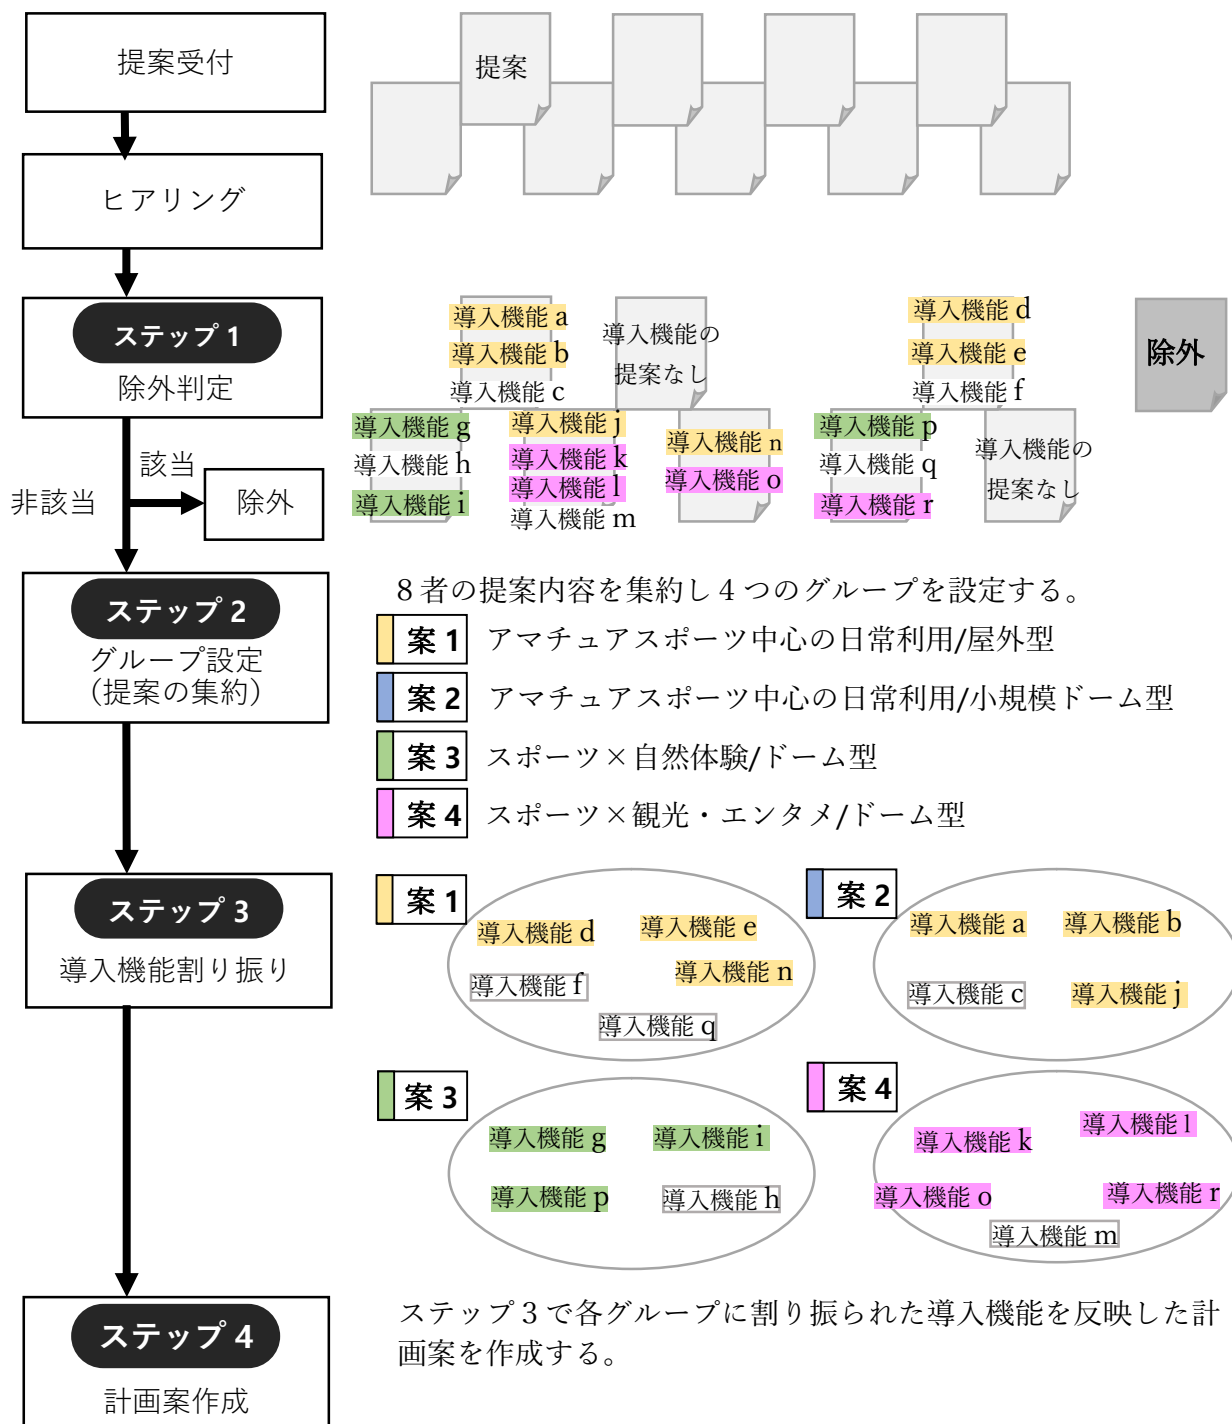 提案受付
提案
ヒアリング
ステップ 1
除外判定
該当
非該当
除外
導入機能 a
導入機能 b
導入機能 c
導入機能の
提案なし
導入機能 d
導入機能 e
導入機能 f
除外
導入機能 g
導入機能 h
導入機能 i
導入機能 j
導入機能 k
導入機能 l
導入機能 m
導入機能 n
導入機能 o
導入機能 p
導入機能 q
導入機能 r
導入機能の
提案なし
ステップ 2
グループ設定
(提案の集約)
８者の提案内容を集約し４つのグループを設定する。
案 1 アマチュアスポーツ中心の日常利用/屋外型
案 2 アマチュアスポーツ中心の日常利用/小規模ドーム型
案 3 スポーツ×自然体験/ドーム型
案 4 スポーツ×観光・エンタメ/ドーム型
ステップ 3
導入機能割り振り
案 1
導入機能 d
導入機能 e
導入機能 f
導入機能 n
導入機能 q
案 2
導入機能 a
導入機能 b
導入機能 c
導入機能 j
案 3
導入機能 g
導入機能 i
導入機能 p
導入機能 h
案 4
導入機能 k
導入機能 l
導入機能 o
導入機能 r
導入機能 m
ステップ 4
計画案作成
ステップ３で各グループに割り振られた導入機能を反映した計
画案を作成する。